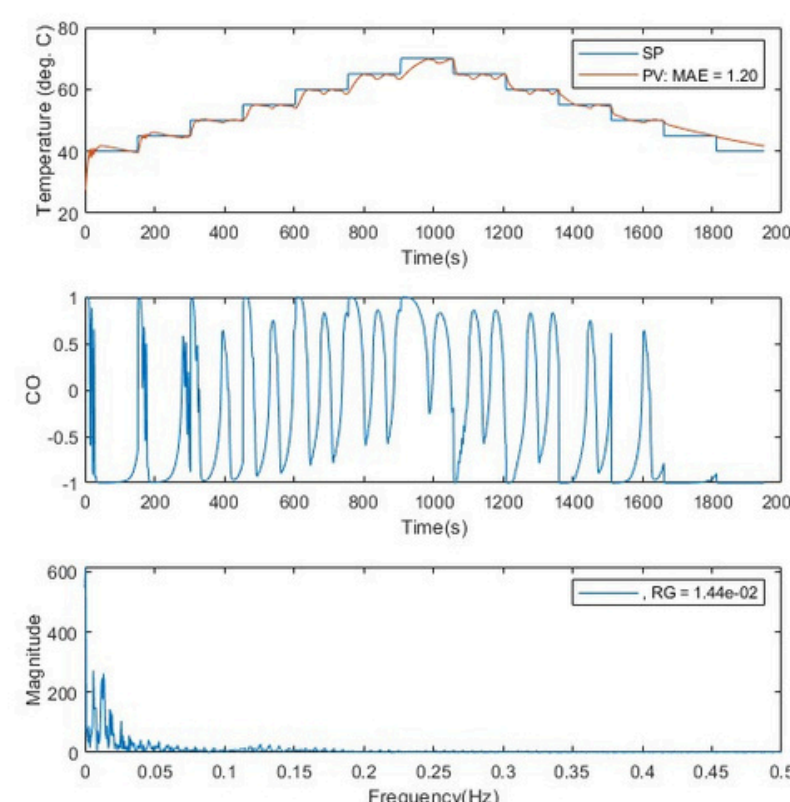 80
60
40
20
Temperature (deg. C)
SP
PV: MAE = 1.20
0 200 400 600 800 1000 1200 1400 1600 1800 200
Time(s)
1
0.5
0
-0.5
-1
CO
0 200 400 600 800 1000 1200 1400 1600 1800 200
Time(s)
600
400
200
0
Magnitude
, RG = 1.44e-02
0 0.05 0.1 0.15 0.2 0.25 0.3 0.35 0.4 0.45 0.5
Frequency(Hz)